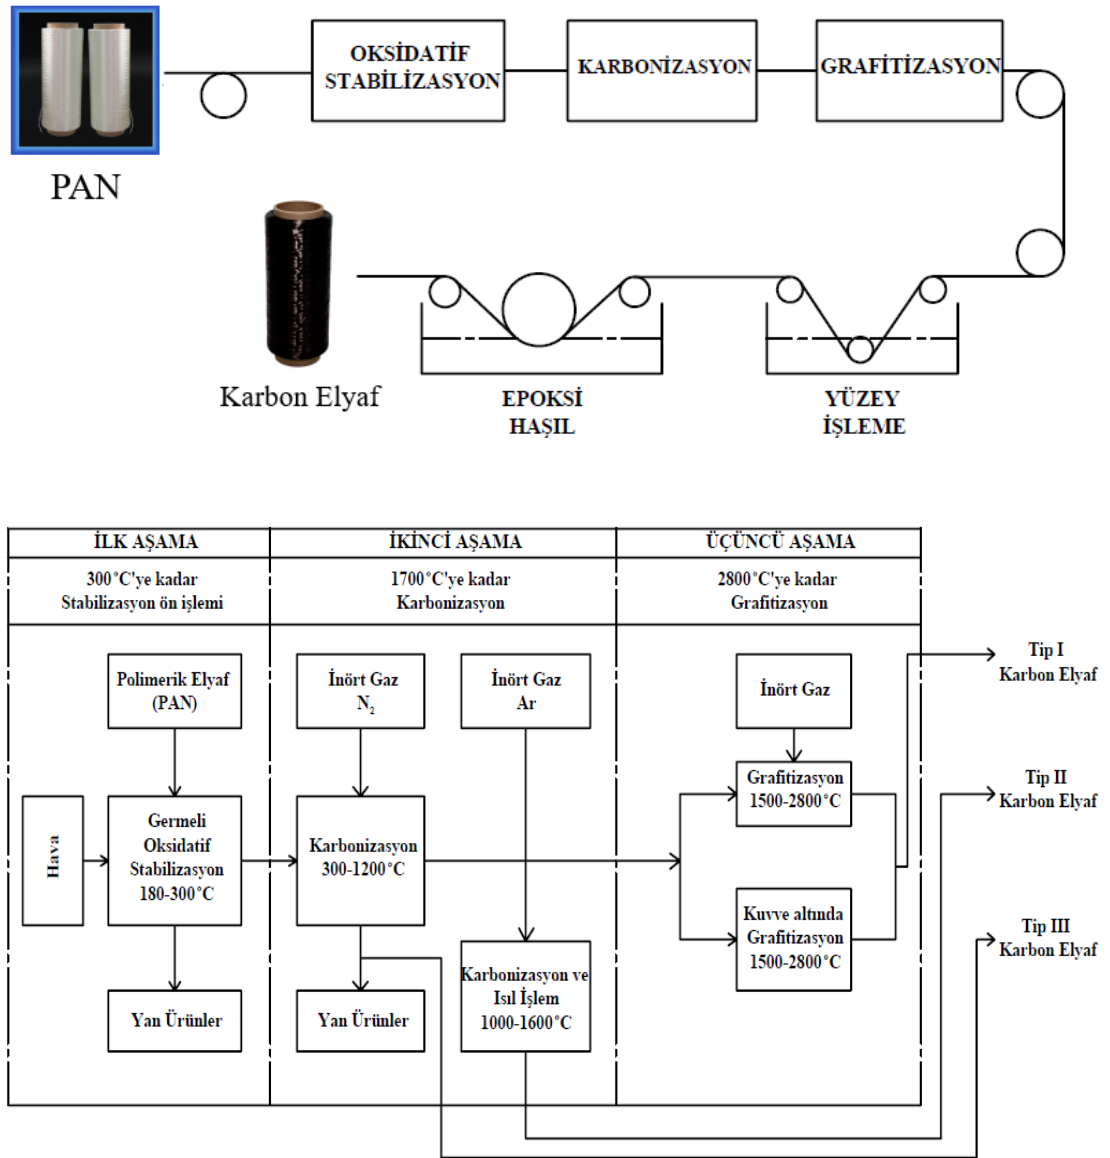 OKSİDATİF
STABİLİZASYON
KARBONİZASYON
GRAFITIZASYON
PAN
Karbon Elyaf
EPOKSİ
HAŞIL
YÜZEY
İŞLEME
İLK AŞAMA
İKİNCİ AŞAMA
ÜÇÜNCÜ AŞAMA
300°C'ye kadar
Stabilizasyon ön işlemi
1700°C'ye kadar
Karbonizasyon
2800°C'ye kadar
Grafitizasyon
Polimerik Elyaf
(PAN)
İnört Gaz
N2
İnört Gaz
Ar
İnört Gaz
Tip I
Karbon Elyaf
Hava
Germeli
Oksidatif
Stabilizasyon
180-300°C
Karbonizasyon
300-1200°C
Grafitizasyon
1500-2800°C
Tip II
Karbon Elyaf
Kuvve altında
Grafitizasyon
1500-2800°C
Tip III
Karbon Elyaf
Yan Ürünler
Yan Ürünler
Karbonizasyon ve
Isıl İşlem
1000-1600°C